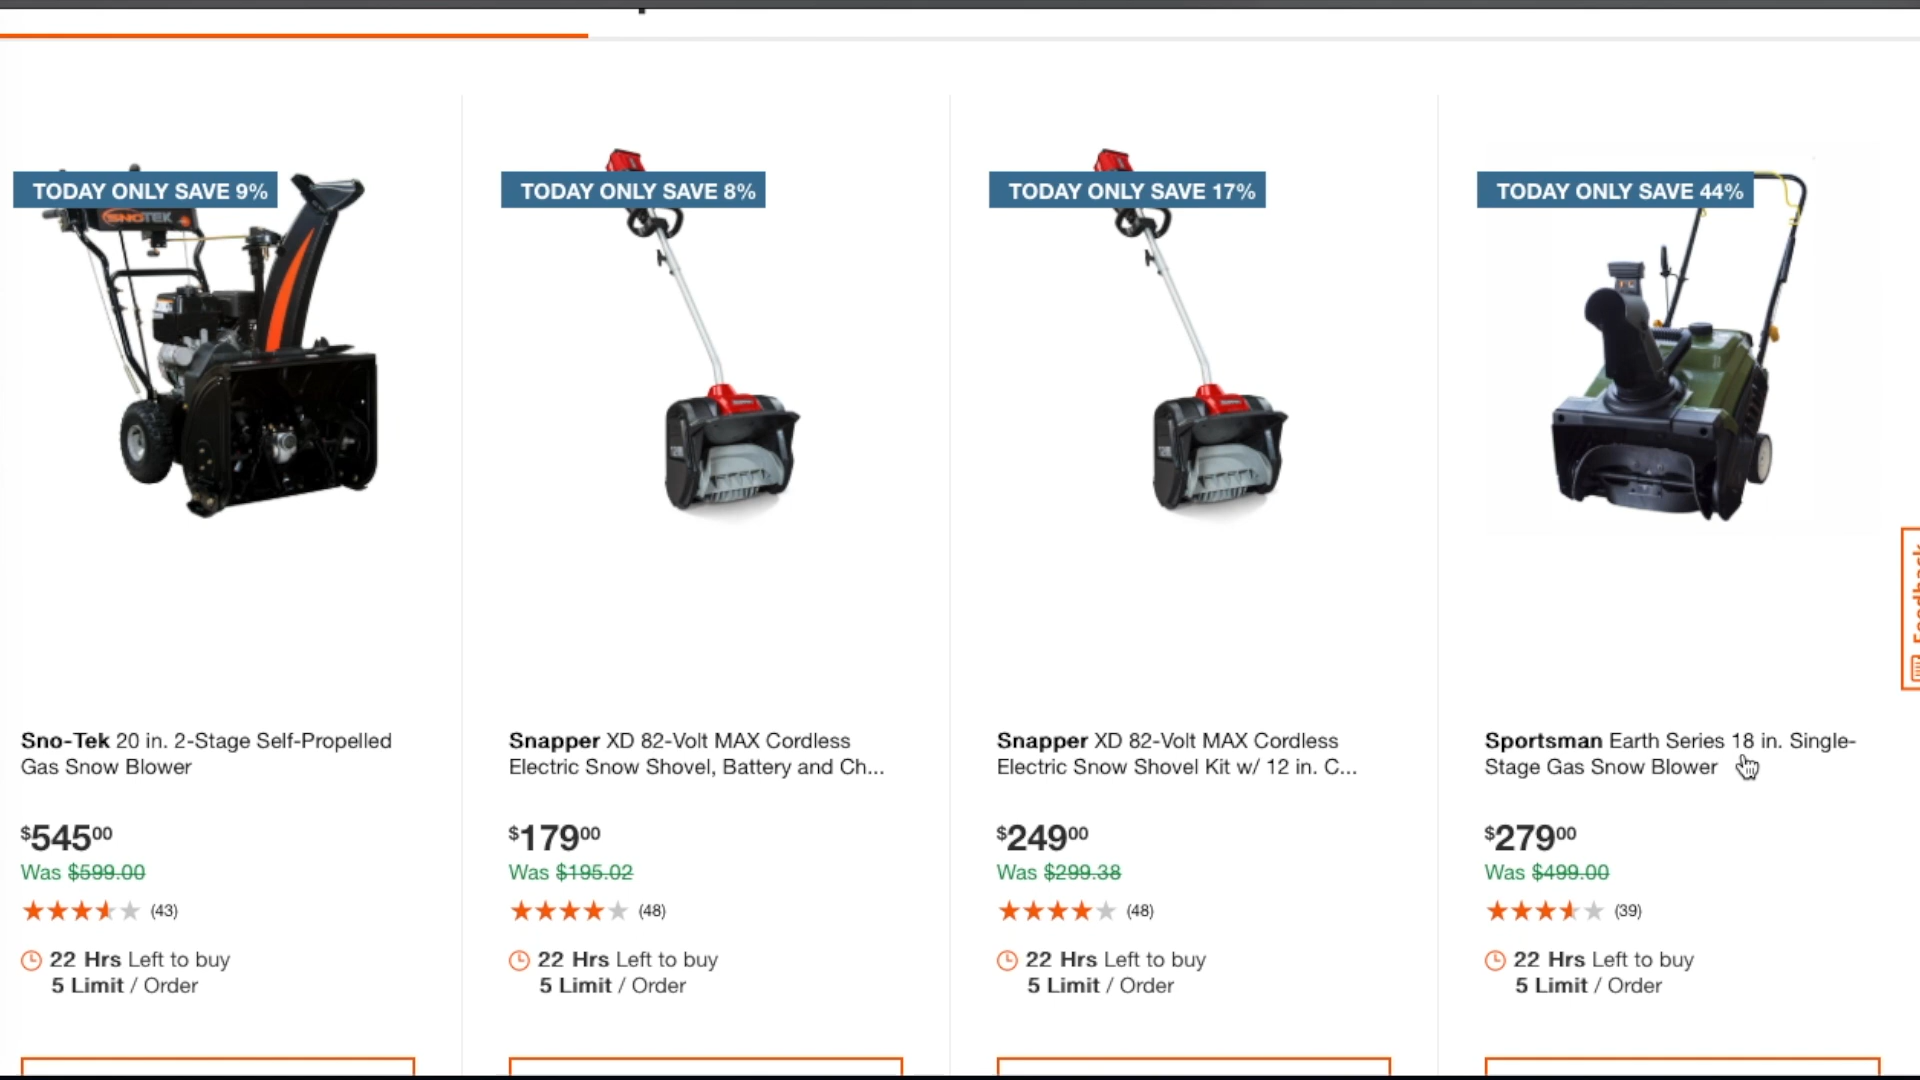 TODAY ONLY SAVE 9%
SNOTEK
Sno-Tek 20 in. 2-Stage Self-Propelled
Gas Snow Blower
$54500
Was $599.00
(43)
22 Hrs Left to buy
5 Limit / Order
TODAY ONLY SAVE 8%
Snapper XD 82-Volt MAX Cordless
Electric Snow Shovel, Battery and Ch...
$17900
Was $195.02
(48)
22 Hrs Left to buy
5 Limit / Order
TODAY ONLY SAVE 17%
Snapper XD 82-Volt MAX Cordless
Electric Snow Shovel Kit w/ 12 in. C...
$24900
Was $299.38
(48)
22 Hrs Left to buy
5 Limit / Order
TODAY ONLY SAVE 44%
Sportsman Earth Series 18 in. Single-
Stage Gas Snow Blower
$27900
Was $499.00
(39)
22 Hrs Left to buy
5 Limit / Order
Feedback